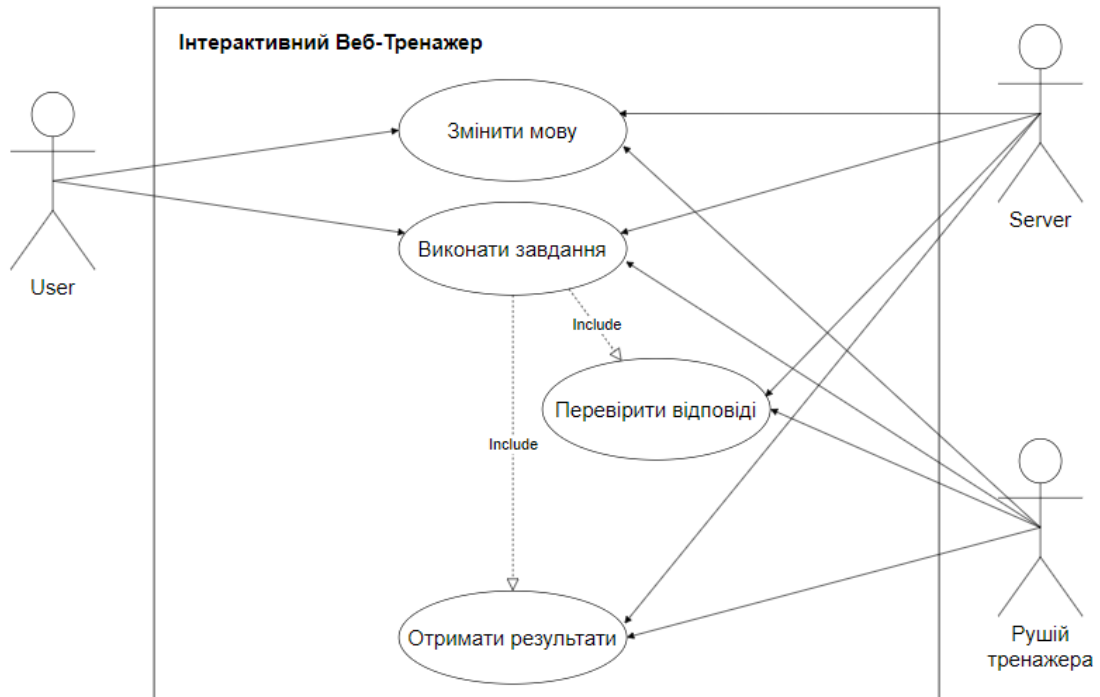 Інтерактивний Веб-Тренажер
Змінити мову
Server
Виконати завдання
User
Include
Перевірити відповіді
Include
Отримати результати
Рушій
тренажера